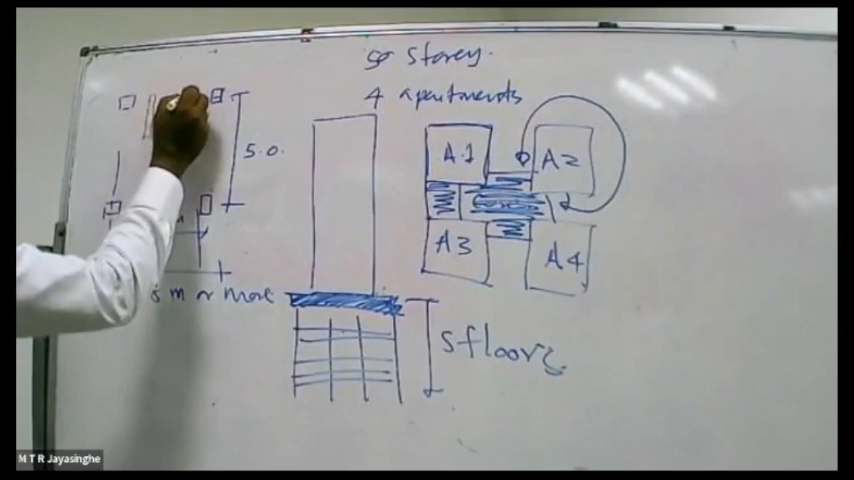 50 Storey.
4 apartments
5.0.
A1
A2
A3
A4
m or more
5 floors
M T R Jayasinghe